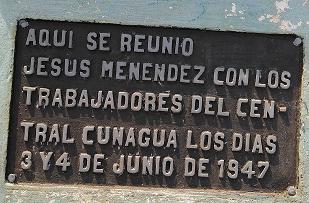 AQUI SE REUNIO
JESUS MENENDEZ CON LOS
TRABAJADORES DEL CEN-
TRAL CUNAGUA LOS DIAS
3 Y 4 DE JUNIO DE 1947